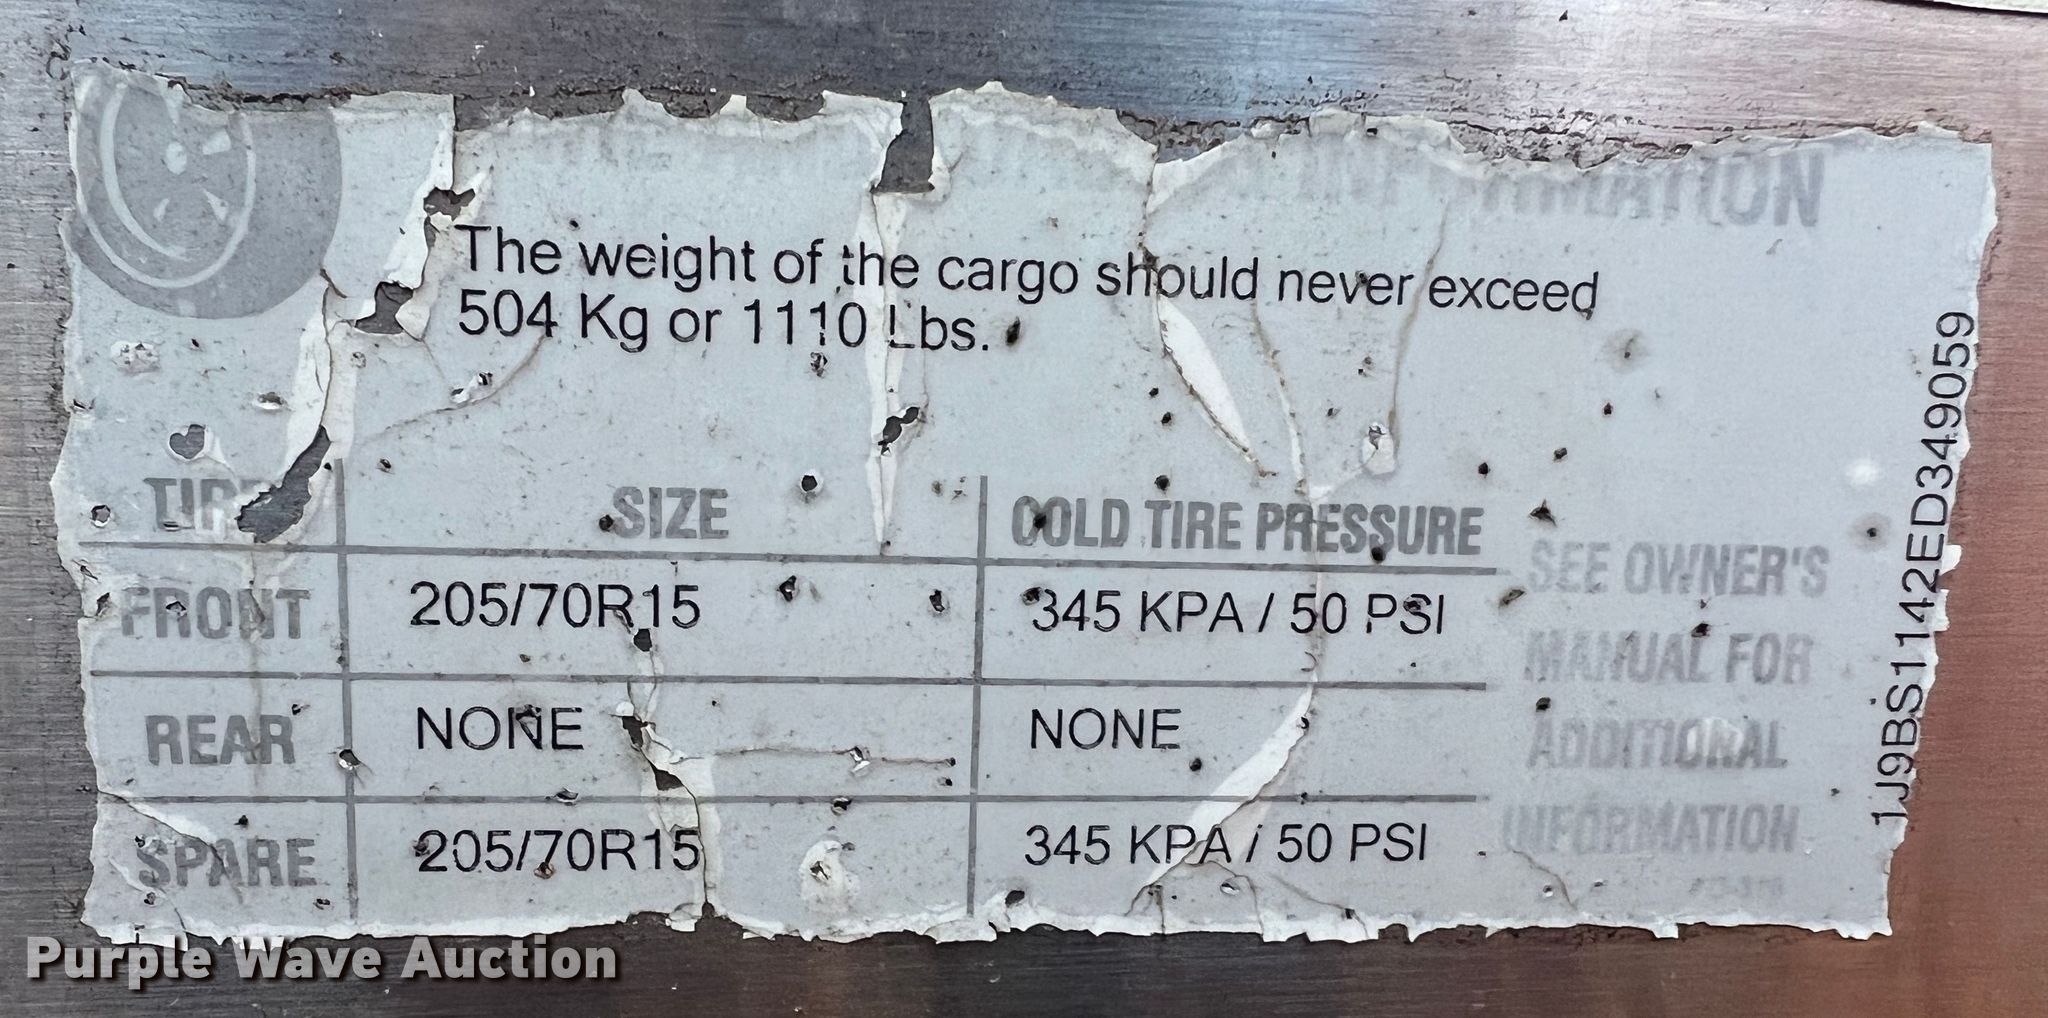 The weight of the cargo should never exceed
504 Kg or 1110 Lbs.
SIZE
COLD TIRE PRESSURE
FRONT
205/70R15
345 KPA / 50 PSI
REAR
NONE
NONE
SPARE
205/70R15
345 KPA / 50 PSI
SEE OWNER'S
MANUAL FOR
ADDITIONAL
INFORMATION
1J9BS1142ED349059
Purple Wave Auction